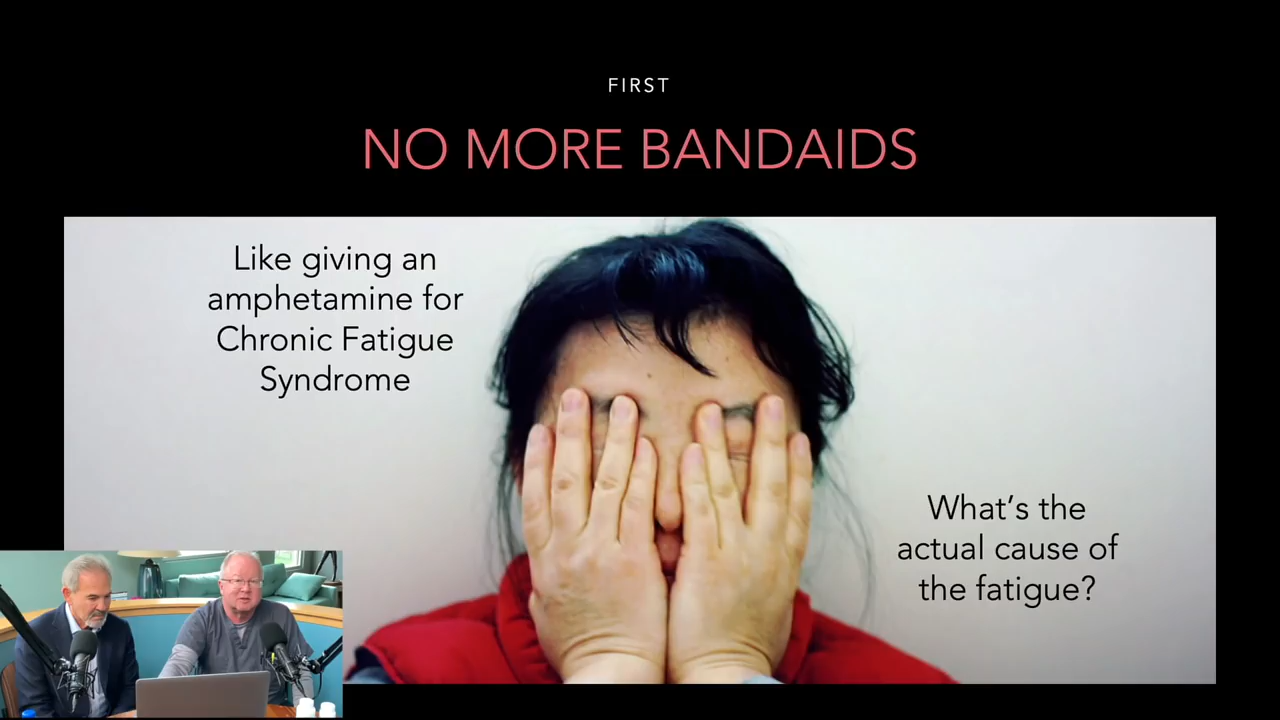 FIRST
NO MORE BANDAIDS
Like giving an
amphetamine for
Chronic Fatigue
Syndrome
What's the
actual cause of
the fatigue?